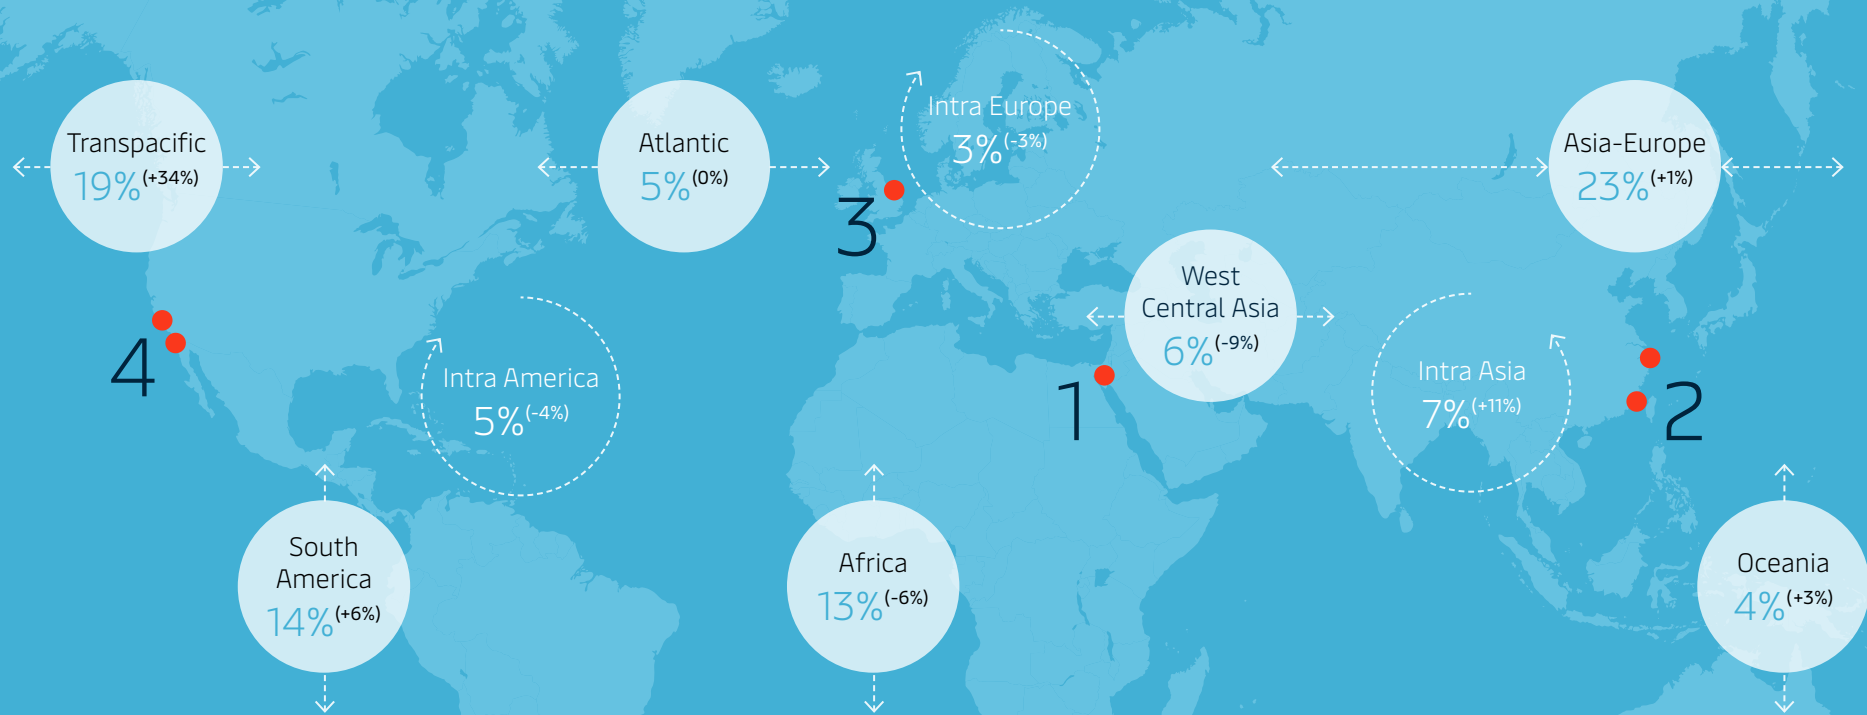 Transpacific
19%(+34%)
Atlantic
5%(0%)
Intra Europe
3%(-3%)
Asia-Europe
23%(+1%)
3
West
Central Asia
6%(-9%)
4
Intra America
5%(-4%)
1
Intra Asia
7%(+11%)
2
South
America
14%(+6%)
Africa
13%(-6%)
Oceania
4%(+3%)